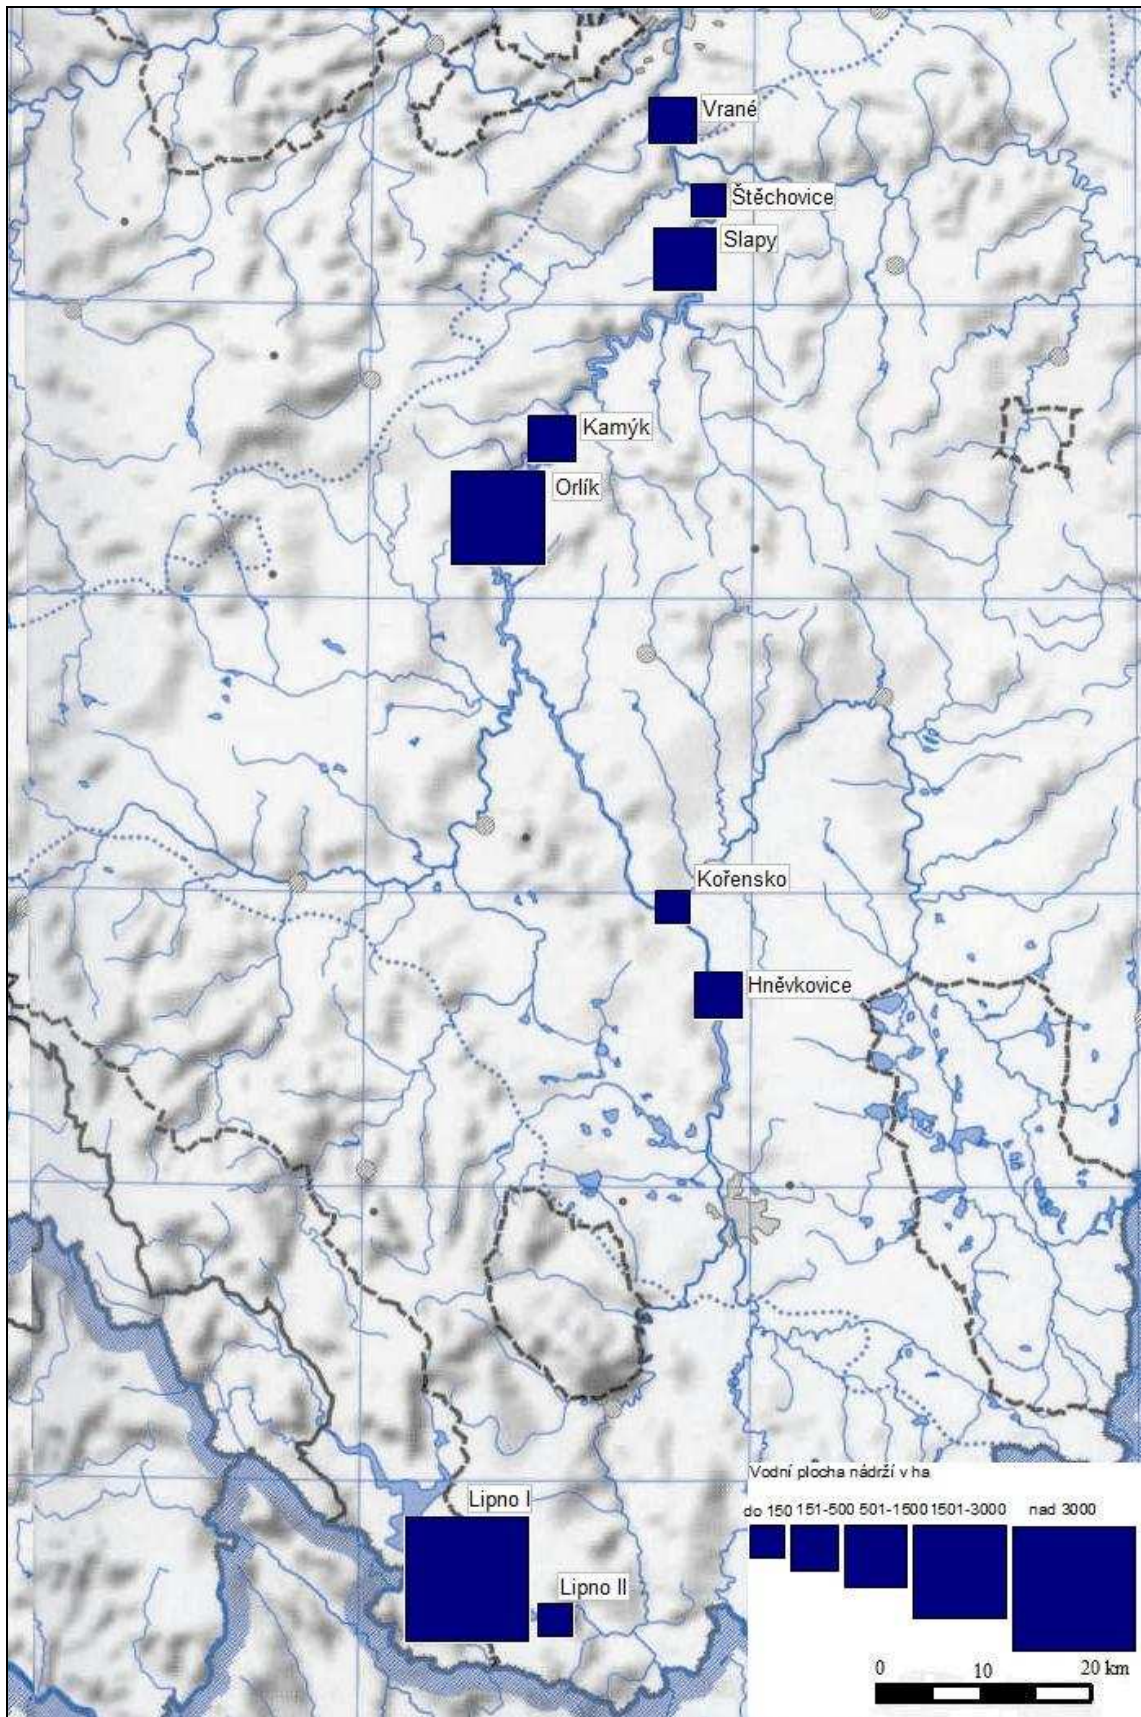 Vrané
Štěchovice
Slapy
Kamýk
Orlík
Kořensko
Hněvkovice
Lipno I
Lipno II
Vodní plocha nádrží v ha
do 150 151-500 501-1500 1501-3000 nad 3000
0 10 20 km